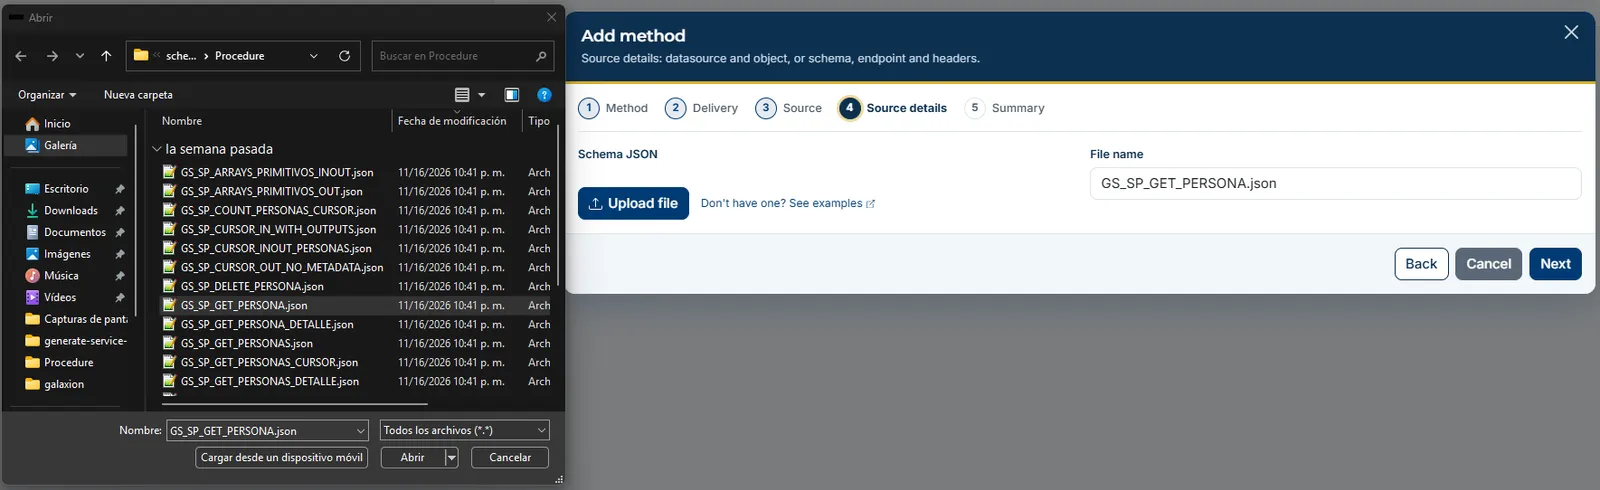 Abrir
sche... > Procedure
Buscar en Procedure
Organizar
Nueva carpeta
Inicio
Galería
Escritorio
Downloads
Documentos
Imágenes
Música
Vídeos
Capturas de panta
generate-service-
Procedure
galaxion
Nombre Fecha de modificación Tipo
la semana pasada
GS_SP_ARRAYS_PRIMITIVOS_INOUT.json 11/16/2026 10:41 p. m. Arch
GS_SP_ARRAYS_PRIMITIVOS_OUT.json 11/16/2026 10:41 p. m. Arch
GS_SP_COUNT_PERSONAS_CURSOR.json 11/16/2026 10:41 p. m. Arch
GS_SP_CURSOR_IN_WITH_OUTPUTS.json 11/16/2026 10:41 p. m. Arch
GS_SP_CURSOR_INOUT_PERSONAS.json 11/16/2026 10:41 p. m. Arch
GS_SP_CURSOR_OUT_NO_METADATA.json 11/16/2026 10:41 p. m. Arch
GS_SP_DELETE_PERSONA.json 11/16/2026 10:41 p. m. Arch
GS_SP_GET_PERSONA.json 11/16/2026 10:41 p. m. Arch
GS_SP_GET_PERSONA_DETALLE.json 11/16/2026 10:41 p. m. Arch
GS_SP_GET_PERSONAS.json 11/16/2026 10:41 p. m. Arch
GS_SP_GET_PERSONAS_CURSOR.json 11/16/2026 10:41 p. m. Arch
GS_SP_GET_PERSONAS_DETALLE.json 11/16/2026 10:41 p. m. Arch
Nombre: GS_SP_GET_PERSONA.json Todos los archivos (*.*)
Cargar desde un dispositivo móvil Abrir Cancelar
Add method
Source details: datasource and object, or schema, endpoint and headers.
1 Method 2 Delivery 3 Source 4 Source details 5 Summary
Schema JSON
Upload file Don't have one? See examples
File name
GS_SP_GET_PERSONA.json
Back Cancel Next